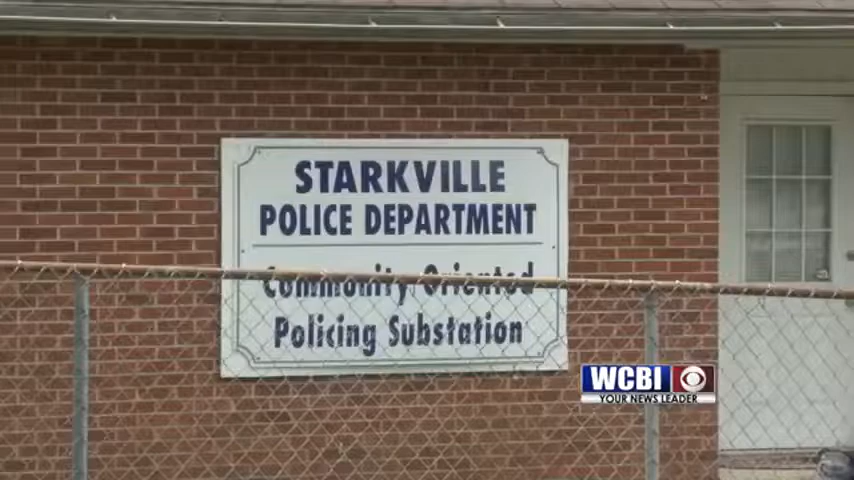 STARKVILLE
POLICE DEPARTMENT
Community Oriented
Policing Substation
WCBI
YOUR NEWS LEADER